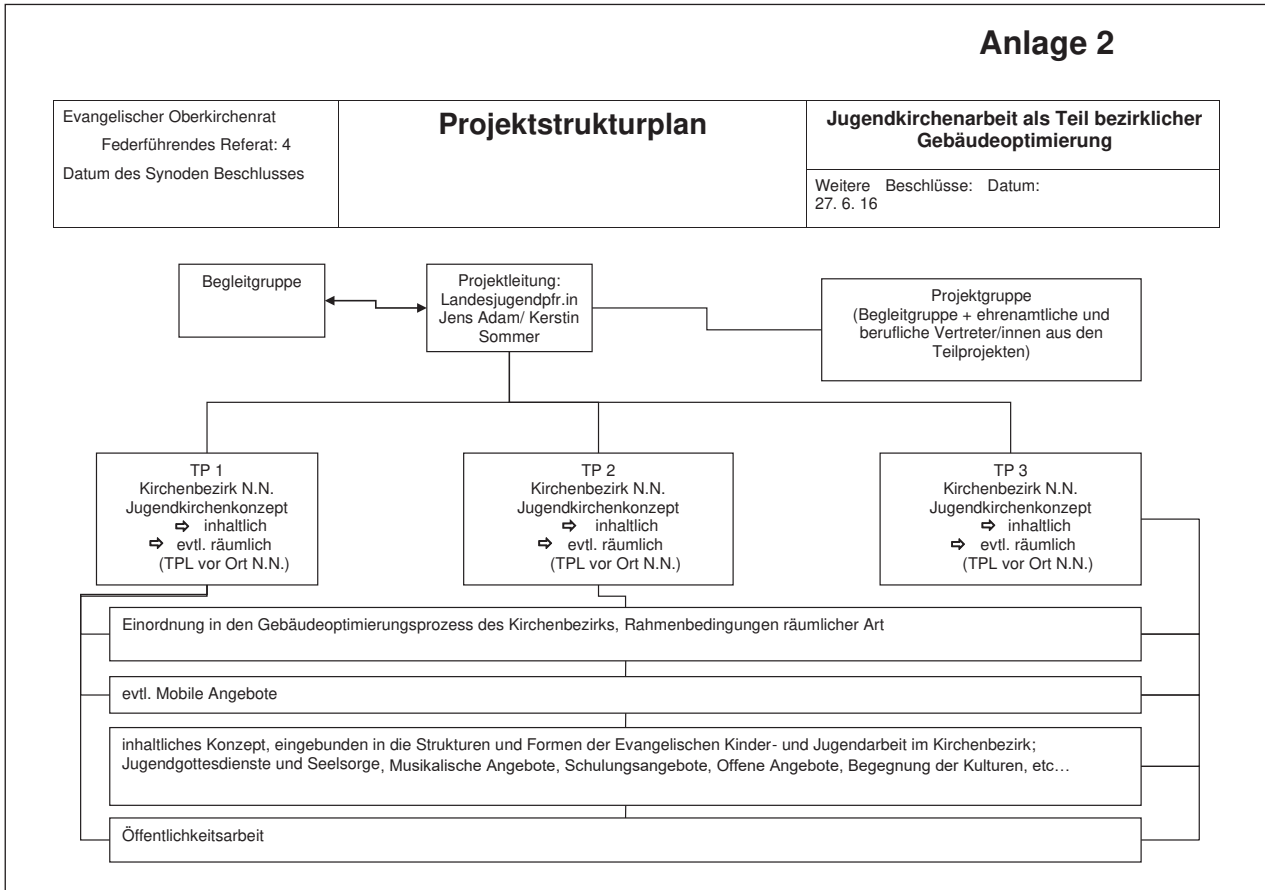 Anlage 2
Evangelischer Oberkirchenrat
Federführendes Referat: 4
Datum des Synoden Beschlusses
Projektstrukturplan
Jugendkirchenarbeit als Teil bezirklicher
Gebäudeoptimierung
Weitere Beschlüsse: Datum:
27. 6. 16
Begleitgruppe
Projektleitung:
Landesjugendpfr.in
Jens Adam/ Kerstin
Sommer
Projektgruppe
(Begleitgruppe + ehrenamtliche und
berufliche Vertreter/innen aus den
Teilprojekten)
TP 1
Kirchenbezirk N.N.
Jugendkirchenkonzept
⇨ inhaltlich
⇨ evtl. räumlich
(TPL vor Ort N.N.)
TP 2
Kirchenbezirk N.N.
Jugendkirchenkonzept
⇨ inhaltlich
⇨ evtl. räumlich
(TPL vor Ort N.N.)
TP 3
Kirchenbezirk N.N.
Jugendkirchenkonzept
⇨ inhaltlich
⇨ evtl. räumlich
(TPL vor Ort N.N.)
Einordnung in den Gebäudeoptimierungsprozess des Kirchenbezirks, Rahmenbedingungen räumlicher Art
evtl. Mobile Angebote
inhaltliches Konzept, eingebunden in die Strukturen und Formen der Evangelischen Kinder- und Jugendarbeit im Kirchenbezirk;
Jugendgottesdienste und Seelsorge, Musikalische Angebote, Schulungsangebote, Offene Angebote, Begegnung der Kulturen, etc…
Öffentlichkeitsarbeit